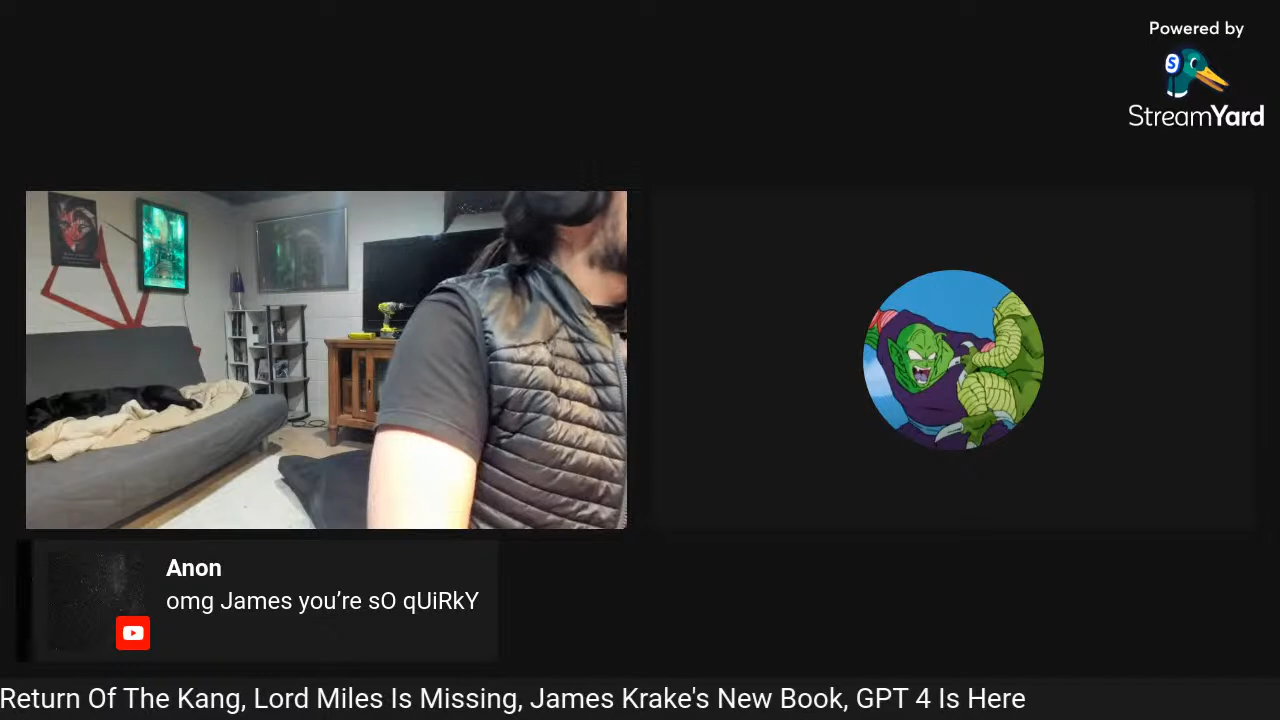 Powered by
StreamYard
Anon
omg James you’re sO qUiRkY
Return Of The Kang, Lord Miles Is Missing, James Krake's New Book, GPT 4 Is Here